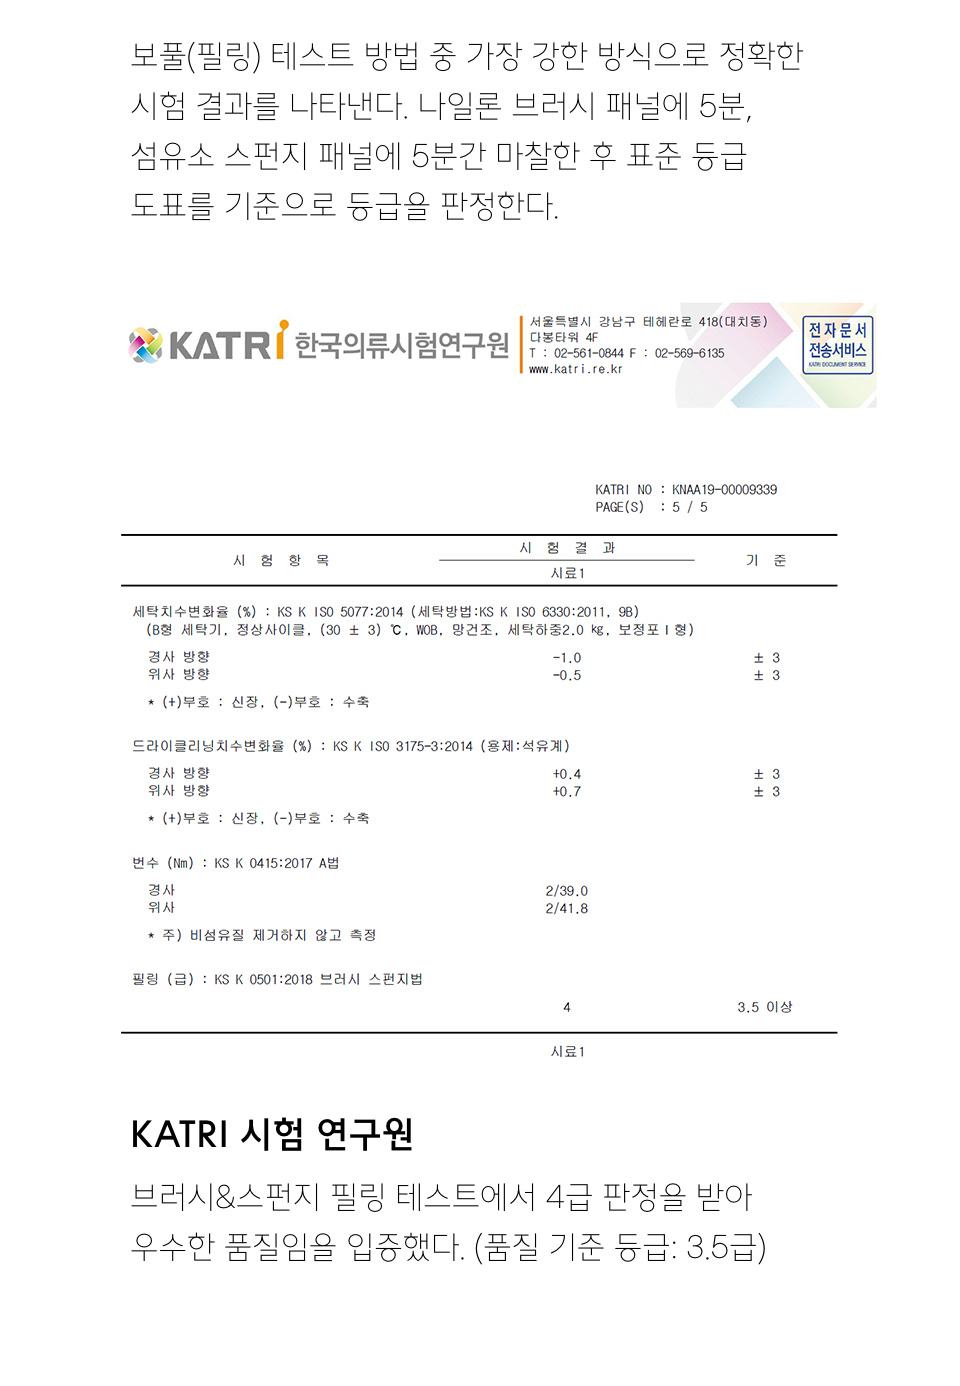 보풀(필링) 테스트 방법 중 가장 강한 방식으로 정확한
시험 결과를 나타낸다. 나일론 브러시 패널에 5분,
섬유소 스펀지 패널에 5분간 마찰한 후 표준 등급
도표를 기준으로 등급을 판정한다.
KATRi 한국의류시험연구원
서울특별시 강남구 테헤란로 418(대치동)
다봉타워 4F
T : 02-561-0844 F : 02-569-6135
www.katri.re.kr
전자문서
전송서비스
KATRI DOCUMENT SERVICE
KATRI NO : KNAA19-00009339
PAGE(S) : 5 / 5
시 험 항 목 시 험 결 과 기 준
시료1
세탁치수변화율 (%) : KS K ISO 5077:2014 (세탁방법:KS K ISO 6330:2011, 9B)
(B형 세탁기, 정상사이클, (30 ± 3) ℃, WOB, 망건조, 세탁하중2.0 kg, 보정포Ⅰ형)
경사 방향 -1.0 ± 3
위사 방향 -0.5 ± 3
* (+)부호 : 신장, (-)부호 : 수축
드라이클리닝치수변화율 (%) : KS K ISO 3175-3:2014 (용제:석유계)
경사 방향 +0.4 ± 3
위사 방향 +0.7 ± 3
* (+)부호 : 신장, (-)부호 : 수축
번수 (Nm) : KS K 0415:2017 A법
경사 2/39.0
위사 2/41.8
* 주) 비섬유질 제거하지 않고 측정
필링 (급) : KS K 0501:2018 브러시 스펀지법
4 3.5 이상
시료1
KATRI 시험 연구원
브러시&스펀지 필링 테스트에서 4급 판정을 받아
우수한 품질임을 입증했다. (품질 기준 등급: 3.5급)